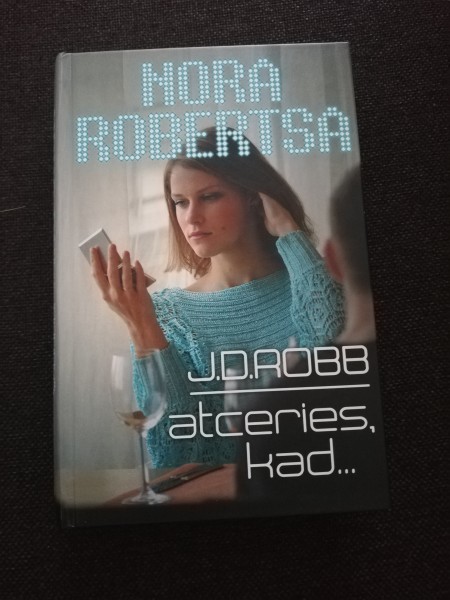 NORA
ROBERTSA
J.D.ROBB
atceries,
kad...